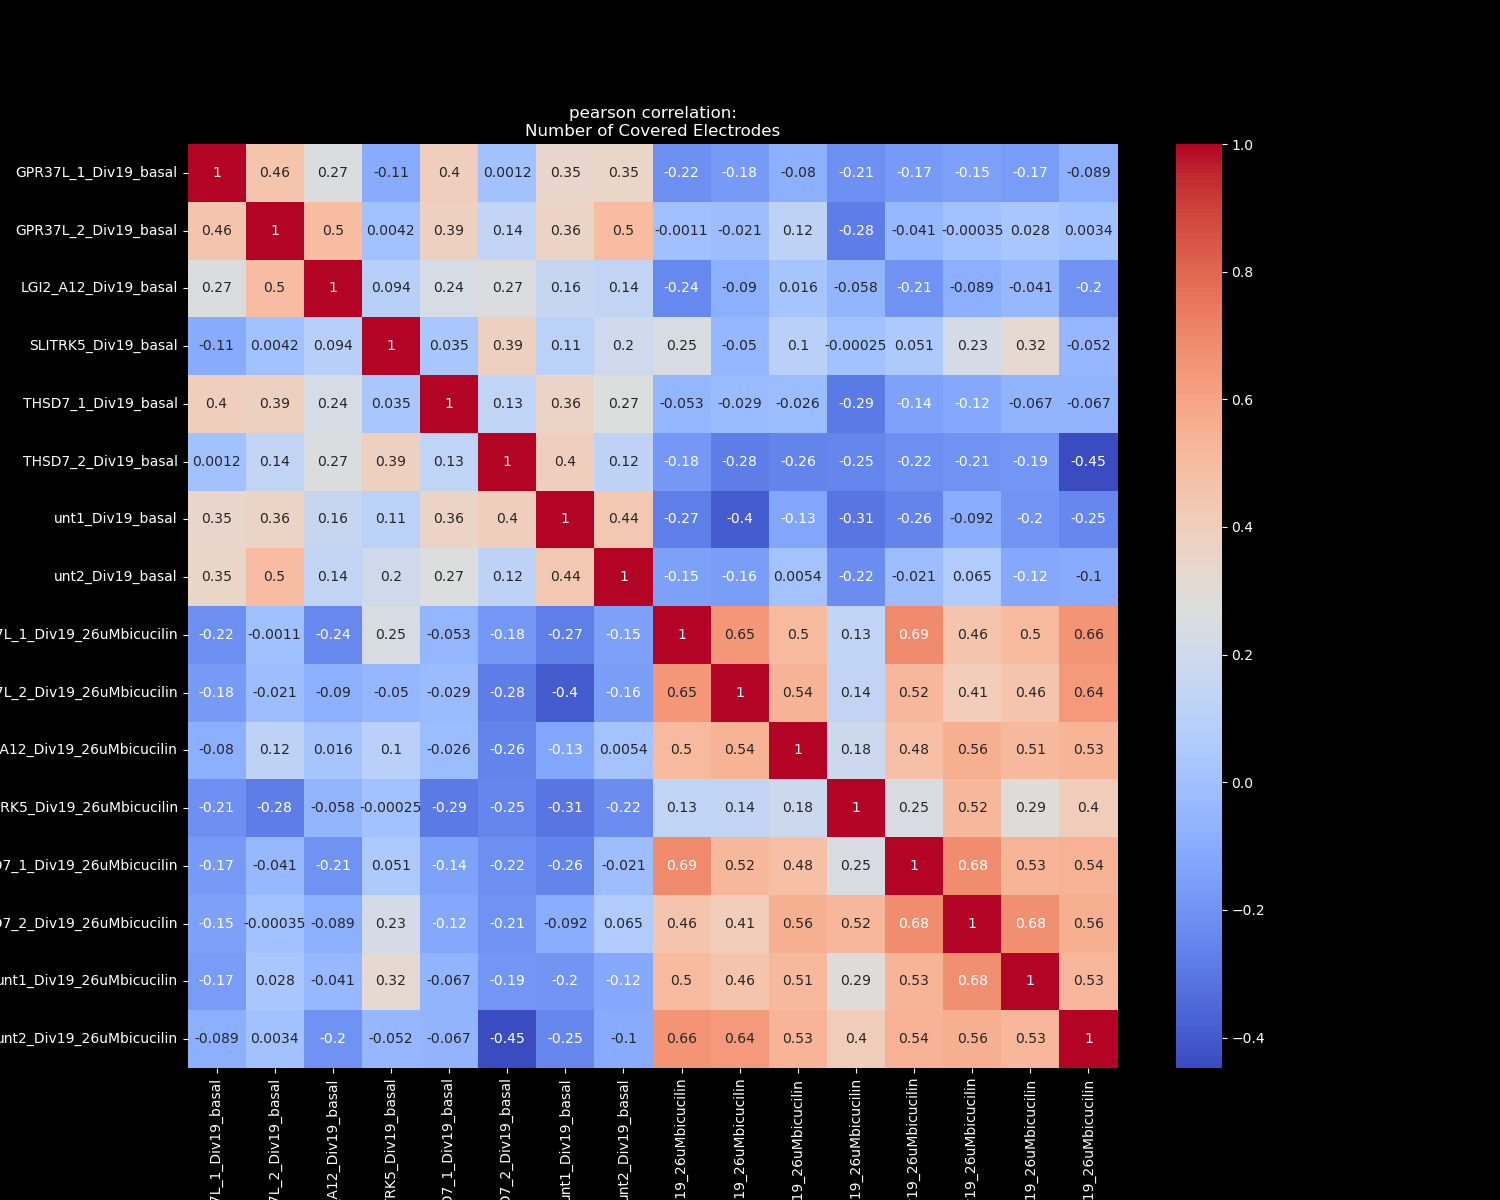 pearson correlation:
Number of Covered Electrodes
GPR37L_1_Div19_basal 1 0.46 0.27 -0.11 0.4 0.0012 0.35 0.35 -0.22 -0.18 -0.08 -0.21 -0.17 -0.15 -0.17 -0.089
GPR37L_2_Div19_basal 0.46 1 0.5 0.0042 0.39 0.14 0.36 0.5 -0.0011 -0.021 0.12 -0.28 -0.041 -0.00035 0.028 0.0034
LGI2_A12_Div19_basal 0.27 0.5 1 0.094 0.24 0.27 0.16 0.14 -0.24 -0.09 0.016 -0.058 -0.21 -0.089 -0.041 -0.2
SLITRK5_Div19_basal -0.11 0.0042 0.094 1 0.035 0.39 0.11 0.2 0.25 -0.05 0.1 -0.00025 0.051 0.23 0.32 -0.052
THSD7_1_Div19_basal 0.4 0.39 0.24 0.035 1 0.13 0.36 0.27 -0.053 -0.029 -0.026 -0.29 -0.14 -0.12 -0.067 -0.067
THSD7_2_Div19_basal 0.0012 0.14 0.27 0.39 0.13 1 0.4 0.12 -0.18 -0.28 -0.26 -0.25 -0.22 -0.21 -0.19 -0.45
unt1_Div19_basal 0.35 0.36 0.16 0.11 0.36 0.4 1 0.44 -0.27 -0.4 -0.13 -0.31 -0.26 -0.092 -0.2 -0.25
unt2_Div19_basal 0.35 0.5 0.14 0.2 0.27 0.12 0.44 1 -0.15 -0.16 0.0054 -0.22 -0.021 0.065 -0.12 -0.1
7L_1_Div19_26uMbicucilin -0.22 -0.0011 -0.24 0.25 -0.053 -0.18 -0.27 -0.15 1 0.65 0.5 0.13 0.69 0.46 0.5 0.66
7L_2_Div19_26uMbicucilin -0.18 -0.021 -0.09 -0.05 -0.029 -0.28 -0.4 -0.16 0.65 1 0.54 0.14 0.52 0.41 0.46 0.64
A12_Div19_26uMbicucilin -0.08 0.12 0.016 0.1 -0.026 -0.26 -0.13 0.0054 0.5 0.54 1 0.18 0.48 0.56 0.51 0.53
RK5_Div19_26uMbicucilin -0.21 -0.28 -0.058 -0.00025 -0.29 -0.25 -0.31 -0.22 0.13 0.14 0.18 1 0.25 0.52 0.29 0.4
D7_1_Div19_26uMbicucilin -0.17 -0.041 -0.21 0.051 -0.14 -0.22 -0.26 -0.021 0.69 0.52 0.48 0.25 1 0.68 0.53 0.54
D7_2_Div19_26uMbicucilin -0.15 -0.00035 -0.089 0.23 -0.12 -0.21 -0.092 0.065 0.46 0.41 0.56 0.52 0.68 1 0.68 0.56
unt1_Div19_26uMbicucilin -0.17 0.028 -0.041 0.32 -0.067 -0.19 -0.2 -0.12 0.5 0.46 0.51 0.29 0.53 0.68 1 0.53
unt2_Div19_26uMbicucilin -0.089 0.0034 -0.2 -0.052 -0.067 -0.45 -0.25 -0.1 0.66 0.64 0.53 0.4 0.54 0.56 0.53 1
7L_1_Div19_basal
7L_2_Div19_basal
A12_Div19_basal
RK5_Div19_basal
D7_1_Div19_basal
D7_2_Div19_basal
unt1_Div19_basal
unt2_Div19_basal
19_26uMbicucilin
19_26uMbicucilin
19_26uMbicucilin
19_26uMbicucilin
19_26uMbicucilin
19_26uMbicucilin
19_26uMbicucilin
19_26uMbicucilin
1.0
0.8
0.6
0.4
0.2
0.0
−0.2
−0.4